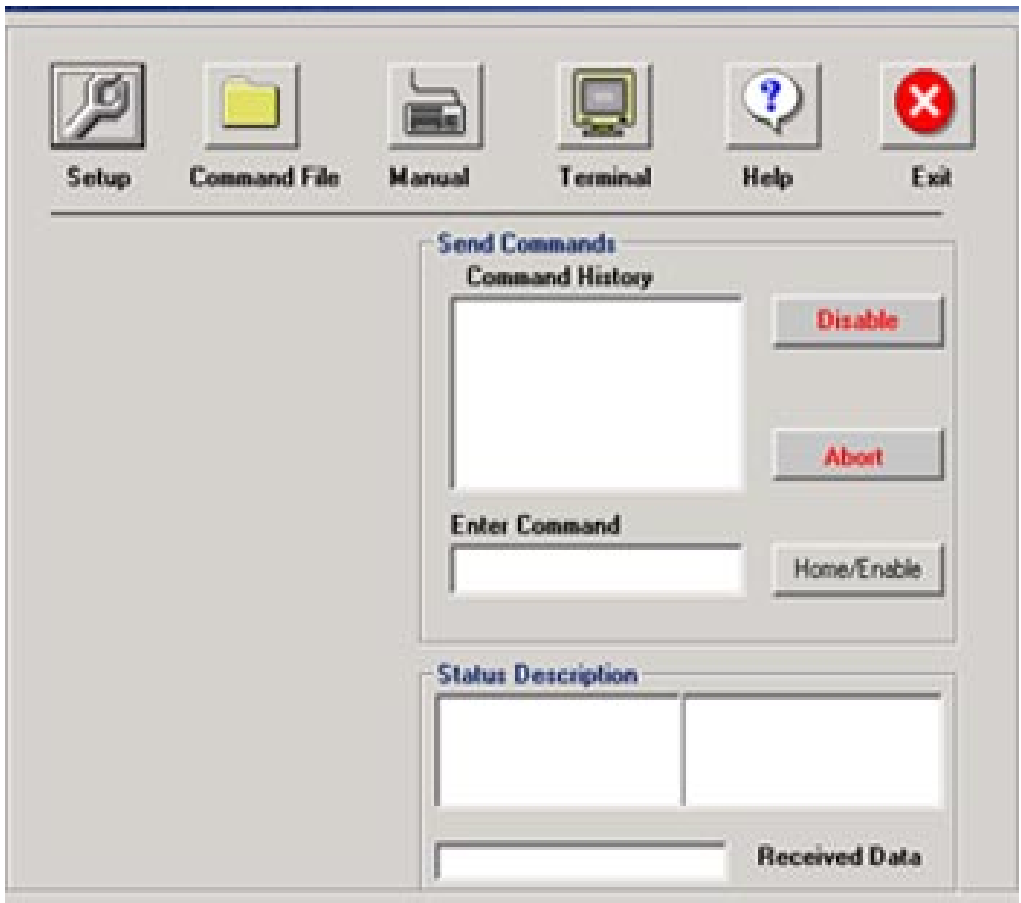 Setup Command File Manual Terminal Help Exit
Send Commands
Command History
Disable
Abort
Enter Command
Home/Enable
Status Description
Received Data